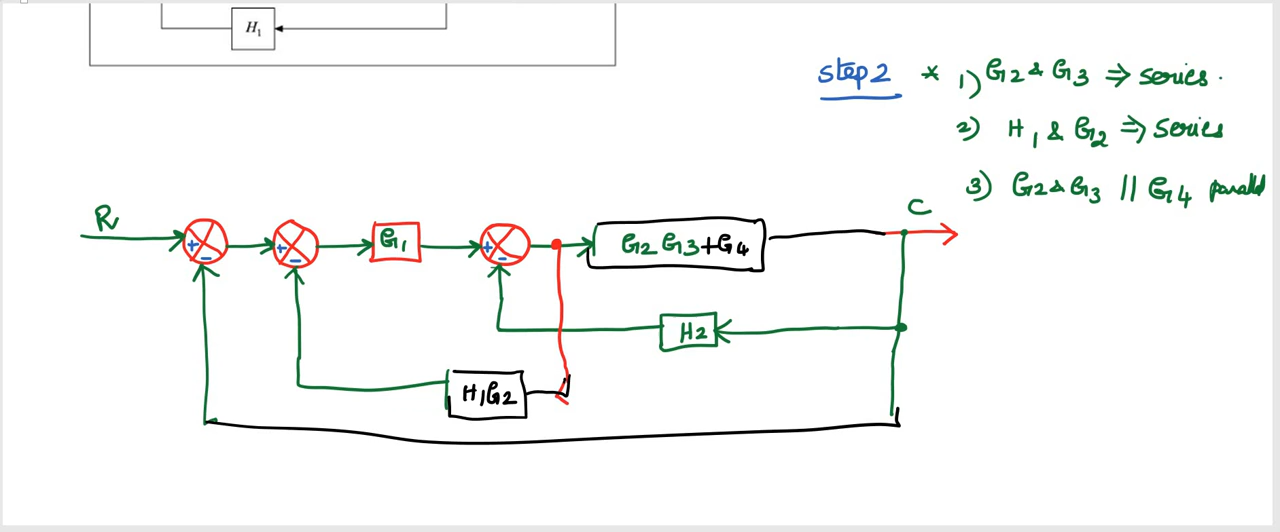 H₁
step2 * 1) G2 & G3 ⇒ series.
2) H1 & G2 ⇒ Series
3) G2 & G3 || G4 parallel
R
C
+
-
+
-
G1
+
-
G2 G3+G4
H2
H1G2